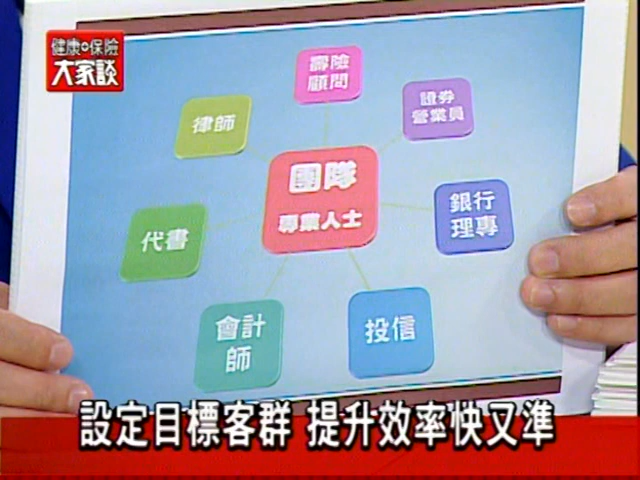 健康
保險
大家談
壽險
顧問
律師
證券
營業員
團隊
專業人士
銀行
理專
代書
會計
師
投信
設定目標客群 提升效率快又準